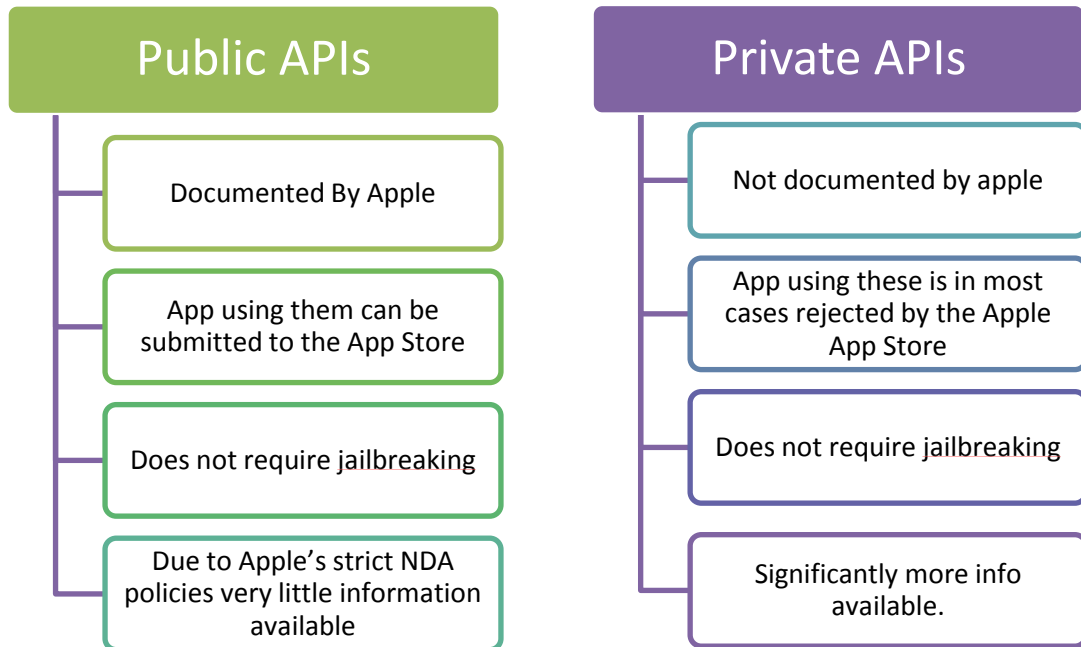 Public APIs
Documented By Apple
App using them can be
submitted to the App Store
Does not require jailbreaking
Due to Apple’s strict NDA
policies very little information
available
Private APIs
Not documented by apple
App using these is in most
cases rejected by the Apple
App Store
Does not require jailbreaking
Significantly more info
available.